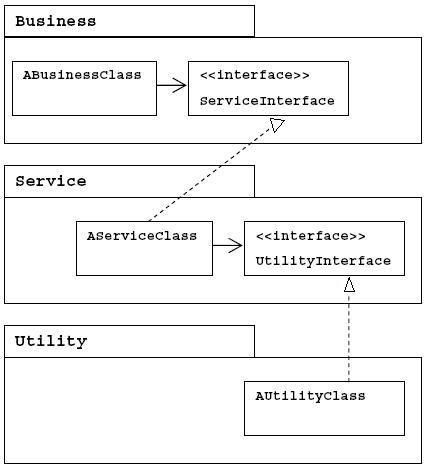 Business
ABusinessClass
<<interface>>
ServiceInterface
Service
AServiceClass
<<interface>>
UtilityInterface
Utility
AUtilityClass